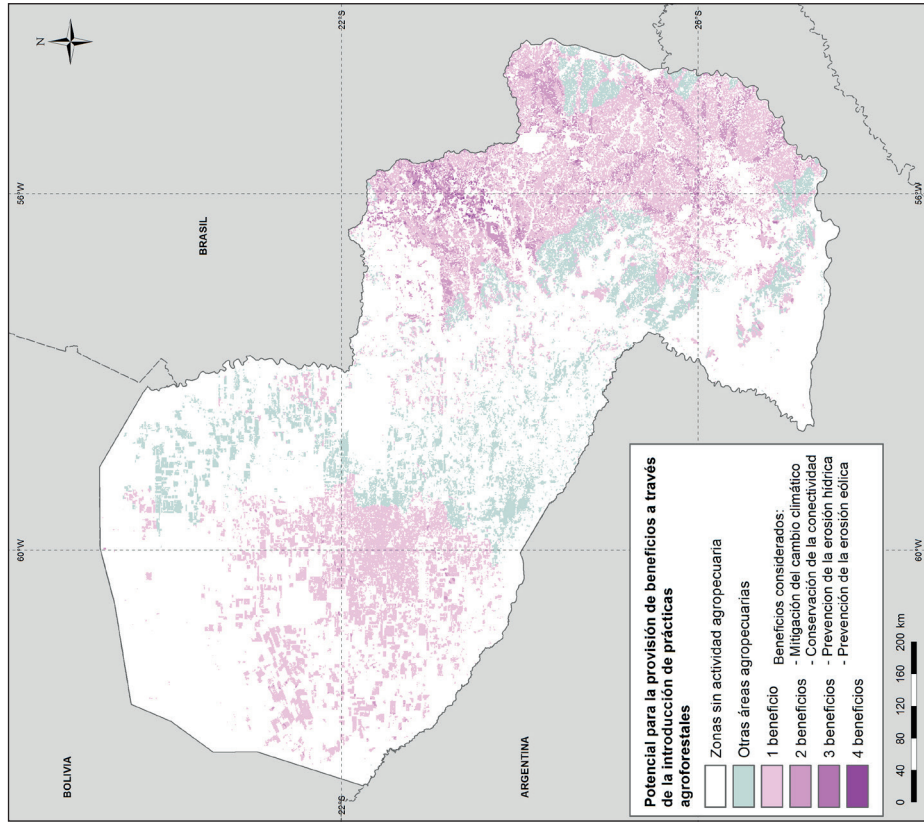 N
22°S
26°S
BOLIVIA
BRASIL
ARGENTINA
56°W
60°W
56°W
60°W
22°S
26°S
Potencial para la provisión de beneficios a través
de la introducción de prácticas
agroforestales
Zonas sin actividad agropecuaria
Otras áreas agropecuarias
1 beneficio
2 beneficios
3 beneficios
4 beneficios
Beneficios considerados:
- Mitigación del cambio climático
- Conservación de la conectividad
- Prevencion de la erosión hídrica
- Prevención de la erosión eólica
0 40 80 120 160 200 km